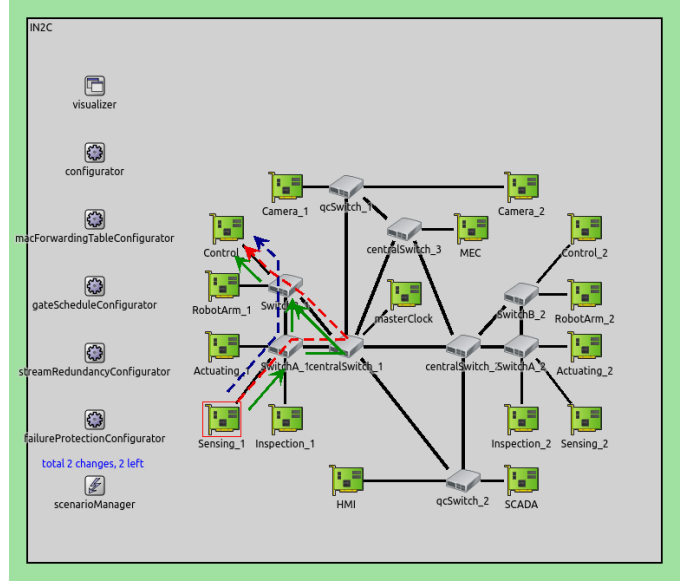 IN2C
visualizer
configurator
Camera_1
qcSwitch_1
Camera_2
macForwardingTableConfigurator
Control
centralSwitch_3
MEC
Control_2
gateScheduleConfigurator
RobotArm_1
masterClock
SwitchB_2
RobotArm_2
streamRedundancyConfigurator
Actuating_1
SwitchA_1
centralSwitch_1
centralSwitch_2
SwitchA_2
Actuating_2
failureProtectionConfigurator
Sensing_1
Inspection_1
Inspection_2
Sensing_2
total 2 changes, 2 left
scenarioManager
HMI
qcSwitch_2
SCADA